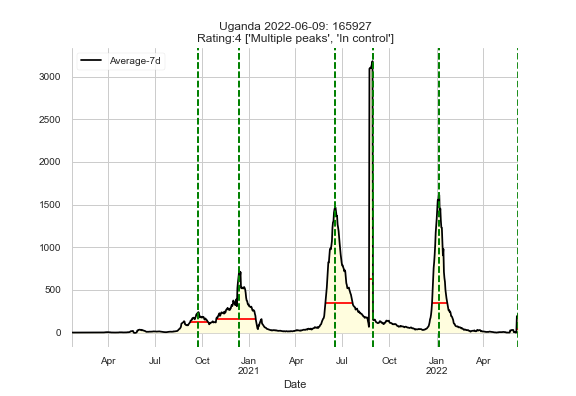 Uganda 2022-06-09: 165927
Rating:4 ['Multiple peaks', 'In control']
Average-7d
3000
2500
2000
1500
1000
500
0
Apr Jul Oct Jan Apr Jul Oct Jan Apr
2021 2022
Date